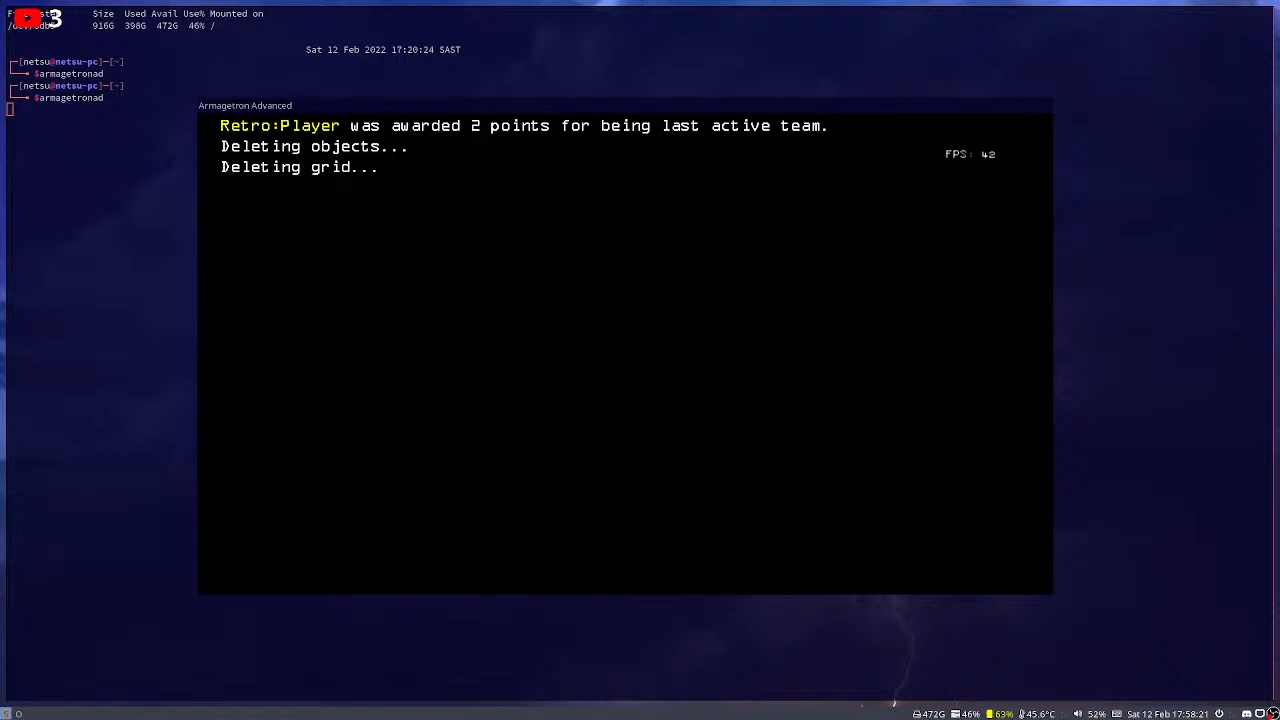 3
Size Used Avail Use% Mounted on
916G 398G 472G 46% /
Sat 12 Feb 2022 17:20:24 SAST
[netsu@netsu-pc]—[~]
$armagetronad
[netsu@netsu-pc]—[~]
$armagetronad
Armagetron Advanced
Retro:Player was awarded 2 points for being last active team.
Deleting objects...
FPS: 42
Deleting grid...
472G 46% 63% 45.6°C 52% Sat 12 Feb 17:58:21